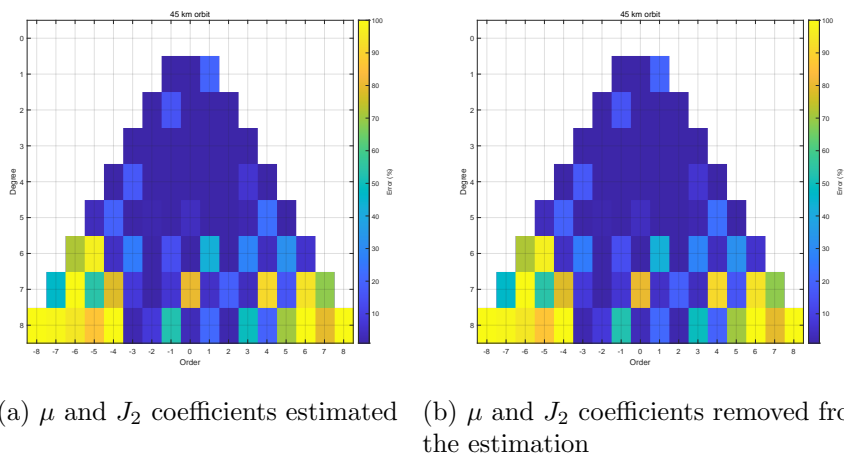 45 km orbit
0
1
2
3
4
5
6
7
8
Degree
-8 -7 -6 -5 -4 -3 -2 -1 0 1 2 3 4 5 6 7 8
Order
100
90
80
70
60
50
40
30
20
10
Error (%)
45 km orbit
0
1
2
3
4
5
6
7
8
Degree
-8 -7 -6 -5 -4 -3 -2 -1 0 1 2 3 4 5 6 7 8
Order
100
90
80
70
60
50
40
30
20
10
Error (%)
a) μ and J₂ coefficients estimated
(b) μ and J₂ coefficients removed fro
the estimation